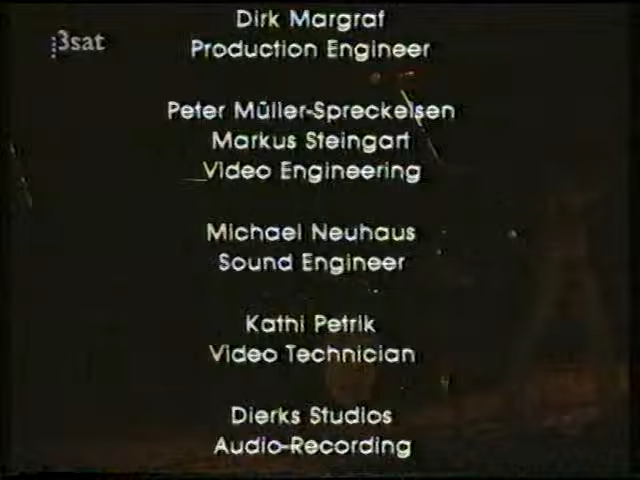 3sat
Dirk Margraf
Production Engineer
Peter Müller-Spreckelsen
Markus Steingart
Video Engineering
Michael Neuhaus
Sound Engineer
Kathi Petrik
Video Technician
Dierks Studios
Audio-Recording